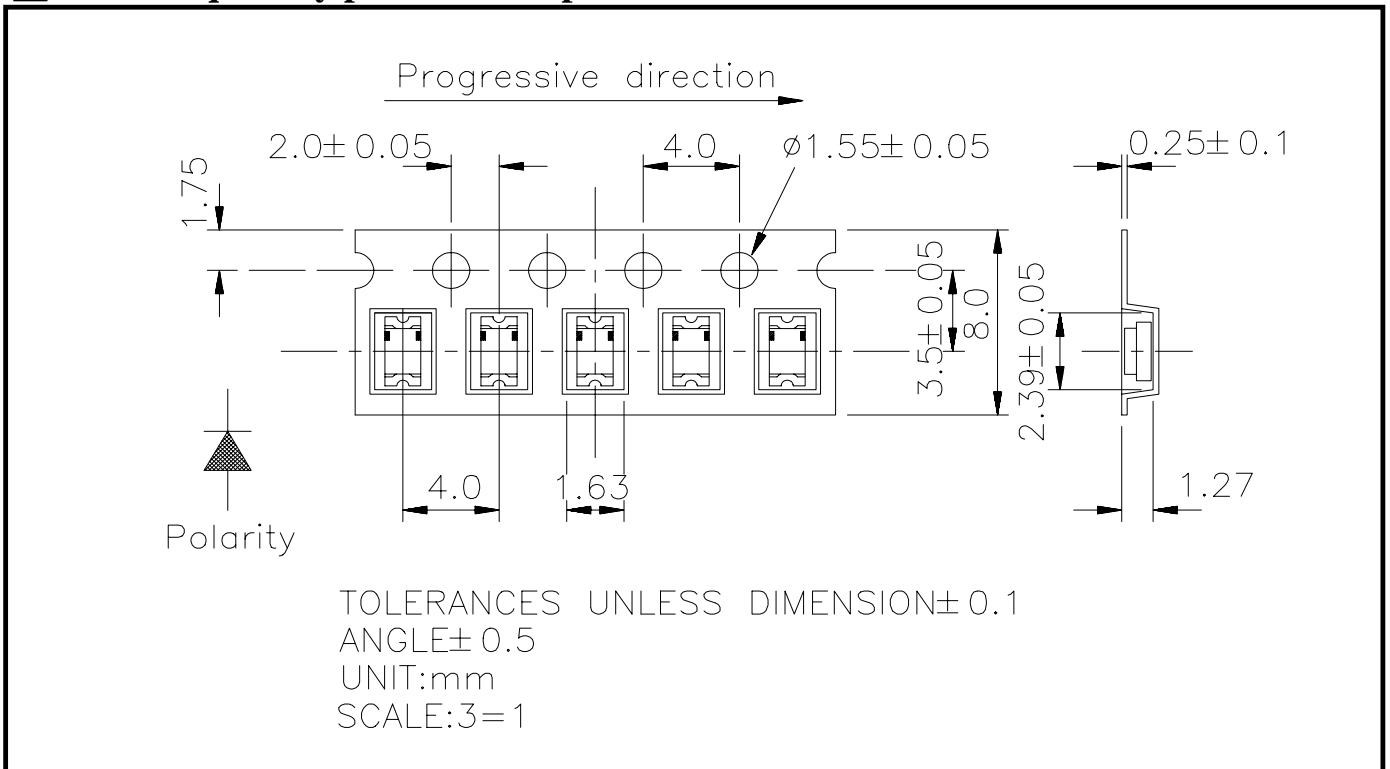 Progressive direction
2.0±0.05
4.0
ø1.55±0.05
0.25±0.1
1.75
3.5±0.05
8.0
2.39±0.05
4.0
1.63
1.27
Polarity
TOLERANCES UNLESS DIMENSION±0.1
ANGLE±0.5
UNIT:mm
SCALE:3=1